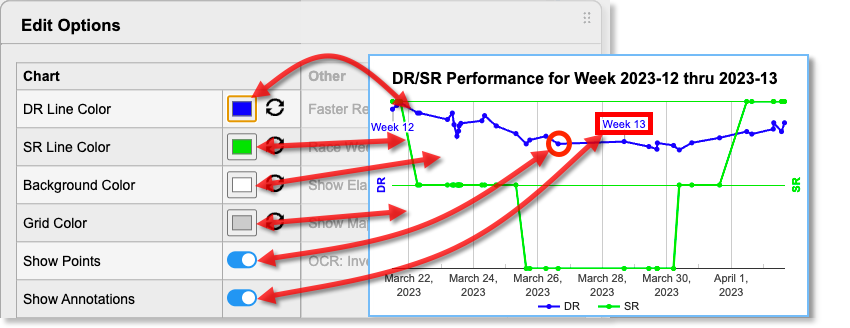 Edit Options
Chart
Other
DR Line Color
Faster Re
SR Line Color
Race We
Background Color
Show Ela
Grid Color
Show Ma
Show Points
OCR: Inve
Show Annotations
DR/SR Performance for Week 2023-12 thru 2023-13
Week 12
Week 13
DR
SR
March 22, 2023
March 24, 2023
March 26, 2023
March 28, 2023
March 30, 2023
April 1, 2023
DR
SR